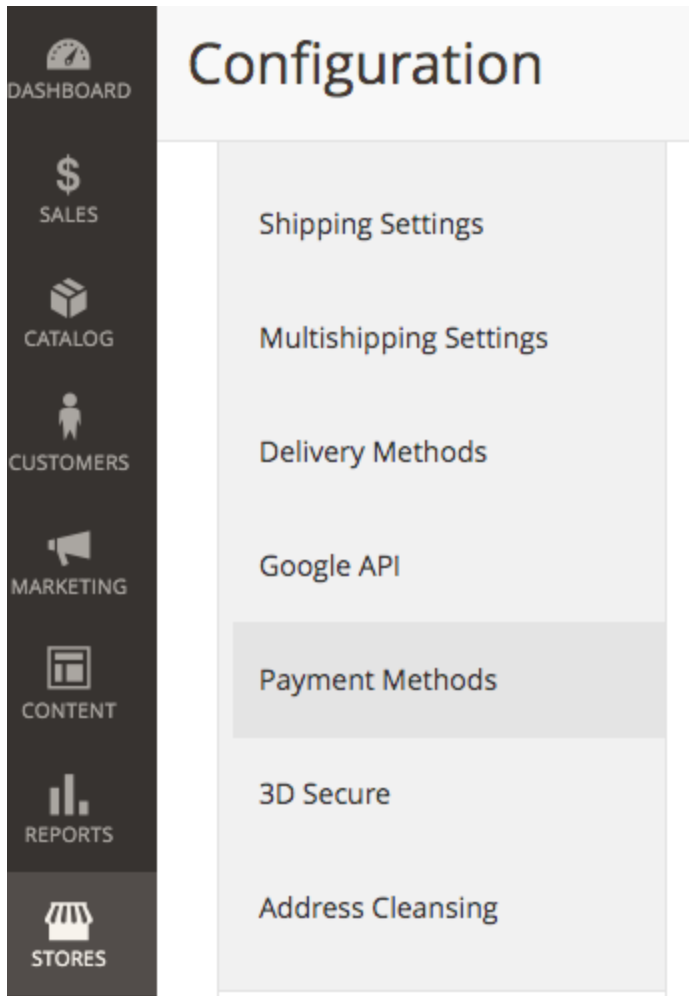 DASHBOARD
SALES
CATALOG
CUSTOMERS
MARKETING
CONTENT
REPORTS
STORES
Configuration
Shipping Settings
Multishipping Settings
Delivery Methods
Google API
Payment Methods
3D Secure
Address Cleansing